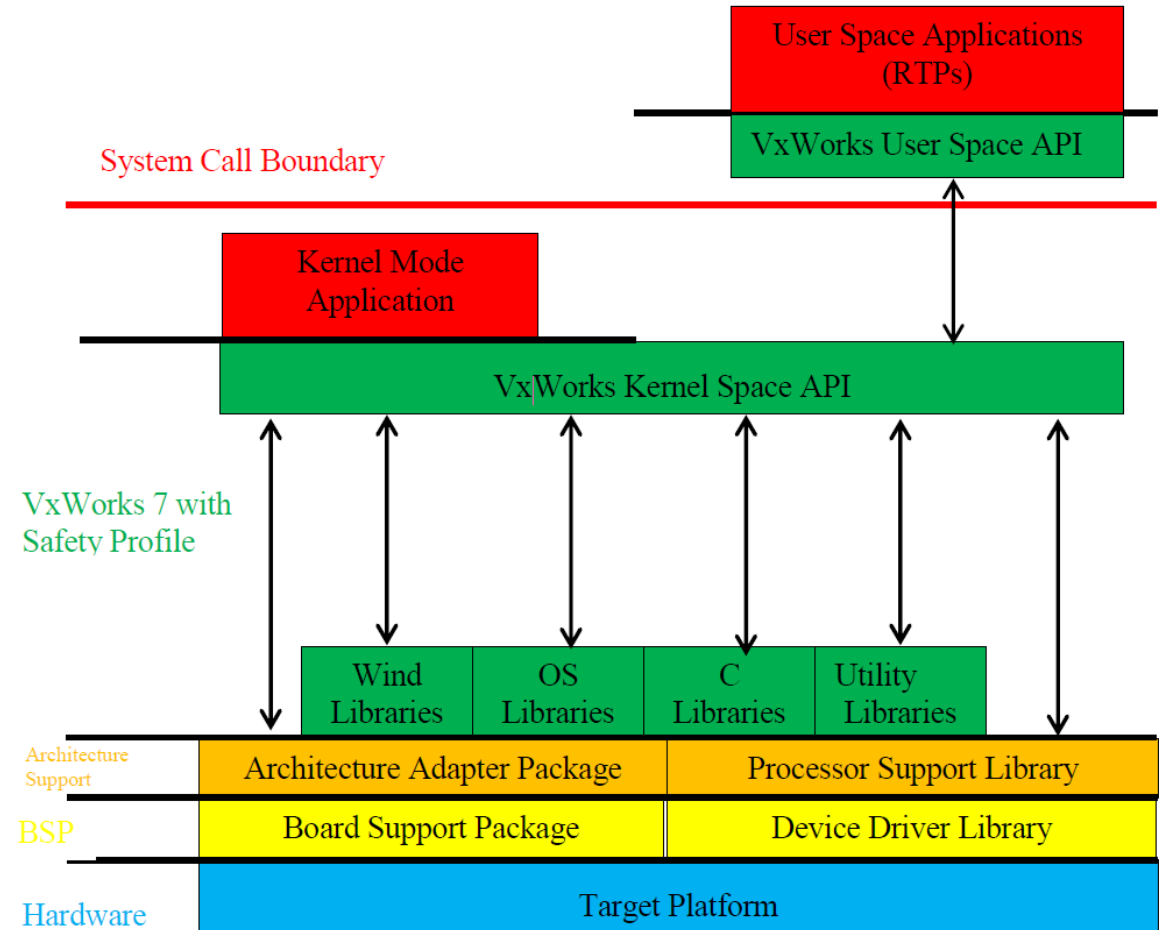 User Space Applications
(RTPs)
VxWorks User Space API
System Call Boundary
Kernel Mode
Application
VxWorks Kernel Space API
VxWorks 7 with
Safety Profile
Wind
Libraries
OS
Libraries
C
Libraries
Utility
Libraries
Architecture
Support
Architecture Adapter Package
Processor Support Library
BSP
Board Support Package
Device Driver Library
Hardware
Target Platform